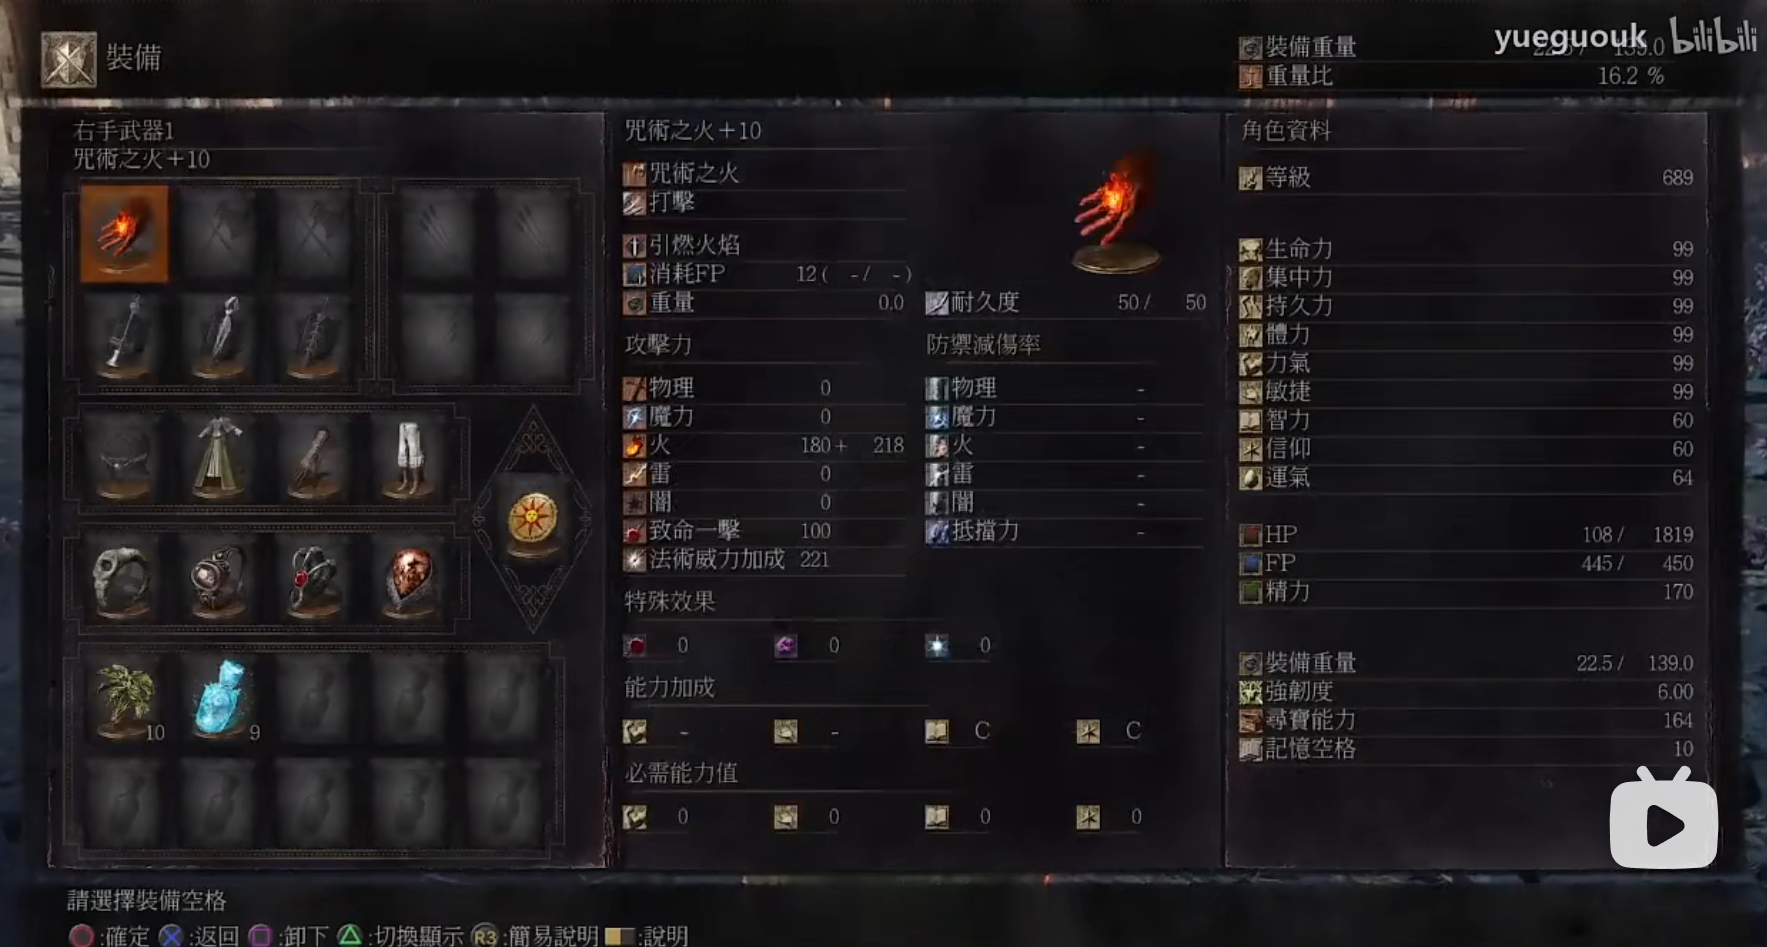 裝備
yueguouk bilibili
裝備重量 139.0
重量比 16.2 %
右手武器1
咒術之火+10
咒術之火+10
咒術之火
打擊
引燃火焰
消耗FP 12( -/ -)
重量 0.0
耐久度 50/ 50
攻擊力
物理 0
魔力 0
火 180+ 218
雷 0
闇 0
致命一擊 100
法術威力加成 221
防禦減傷率
物理 -
魔力 -
火 -
雷 -
闇 -
抵擋力 -
特殊效果
0 0 0
能力加成
- - C C
必需能力值
0 0 0 0
角色資料
等級 689
生命力 99
集中力 99
持久力 99
體力 99
力氣 99
敏捷 99
智力 60
信仰 60
運氣 64
HP 108/ 1819
FP 445/ 450
精力 170
裝備重量 22.5/ 139.0
強韌度 6.00
尋寶能力 164
記憶空格 10
10 9
請選擇裝備空格
:確定 :返回 :卸下 :切換顯示 R3:簡易說明 :說明